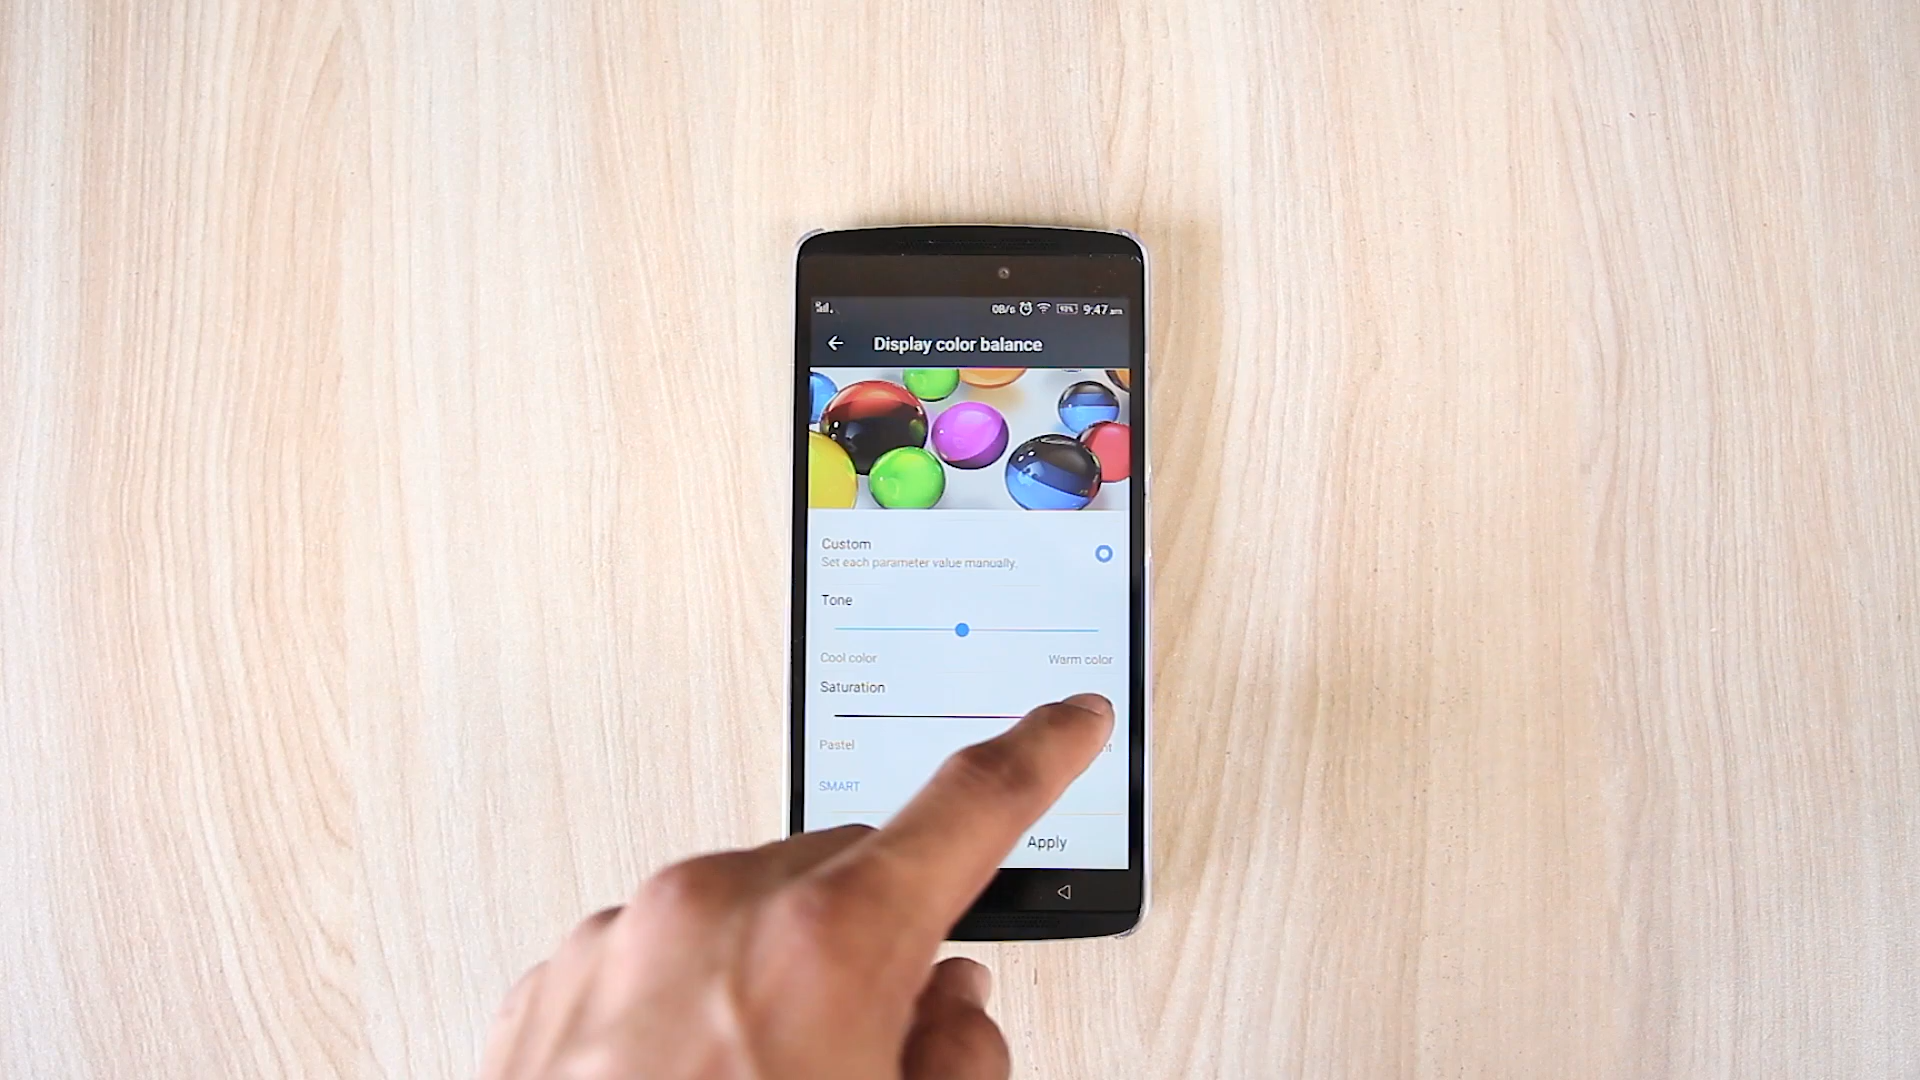 0B/s 9:47 am
Display color balance
Custom
Set each parameter value manually.
Tone
Cool color Warm color
Saturation
Pastel
SMART
Apply